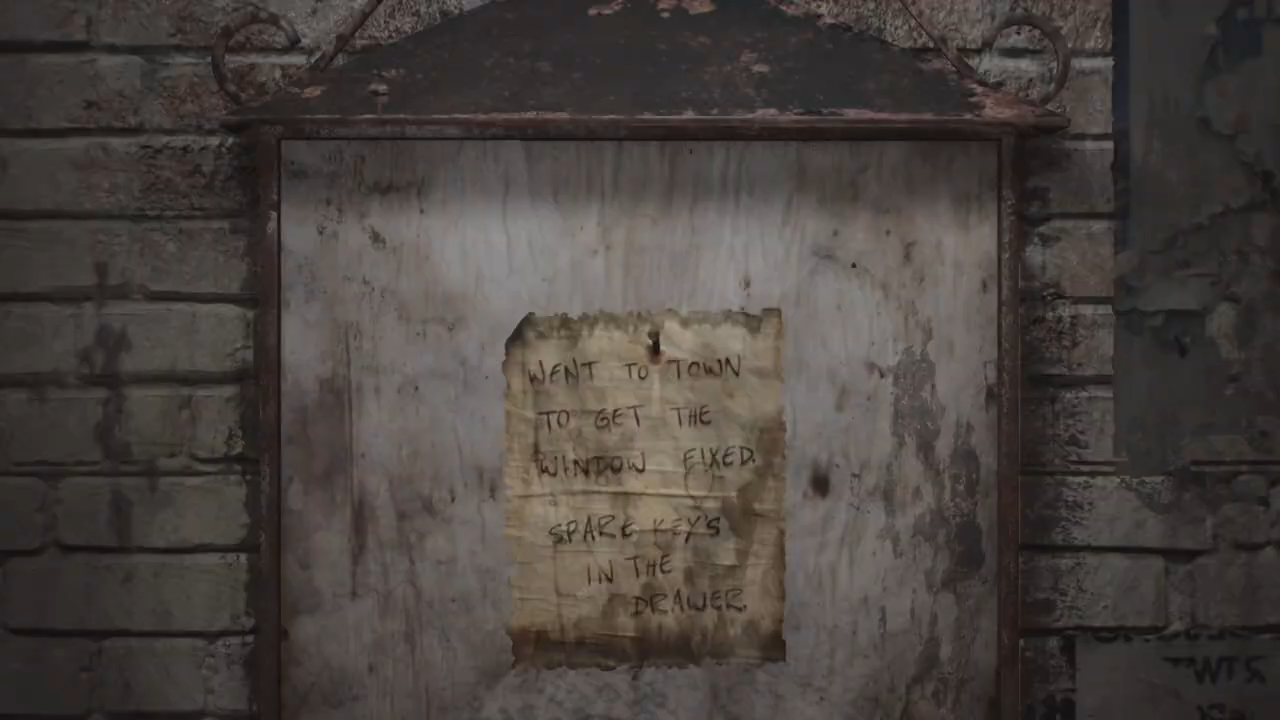 WENT TO TOWN
TO GET THE
WINDOW FIXED.
SPARE KEY'S
IN THE
DRAWER.